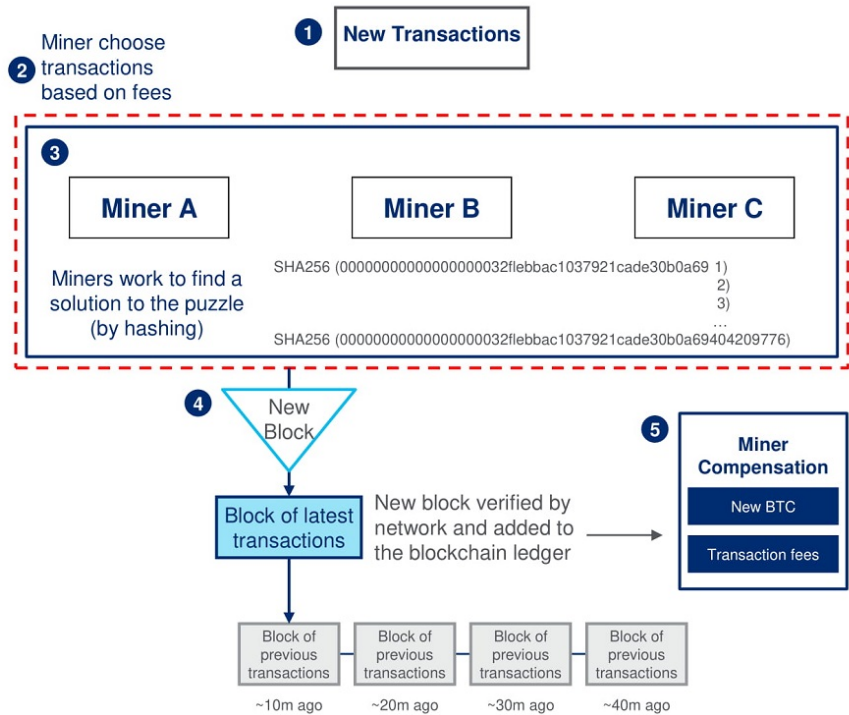 1
New Transactions
2
Miner choose
transactions
based on fees
3
Miner A
Miner B
Miner C
Miners work to find a
solution to the puzzle
(by hashing)
SHA256 (00000000000000000032flebbac1037921cade30b0a69 1)
2)
3)
...
SHA256 (00000000000000000032flebbac1037921cade30b0a69404209776)
4
New
Block
Block of latest
transactions
New block verified by
network and added to
the blockchain ledger
5
Miner
Compensation
New BTC
Transaction fees
Block of
previous
transactions
Block of
previous
transactions
Block of
previous
transactions
Block of
previous
transactions
~10m ago
~20m ago
~30m ago
~40m ago